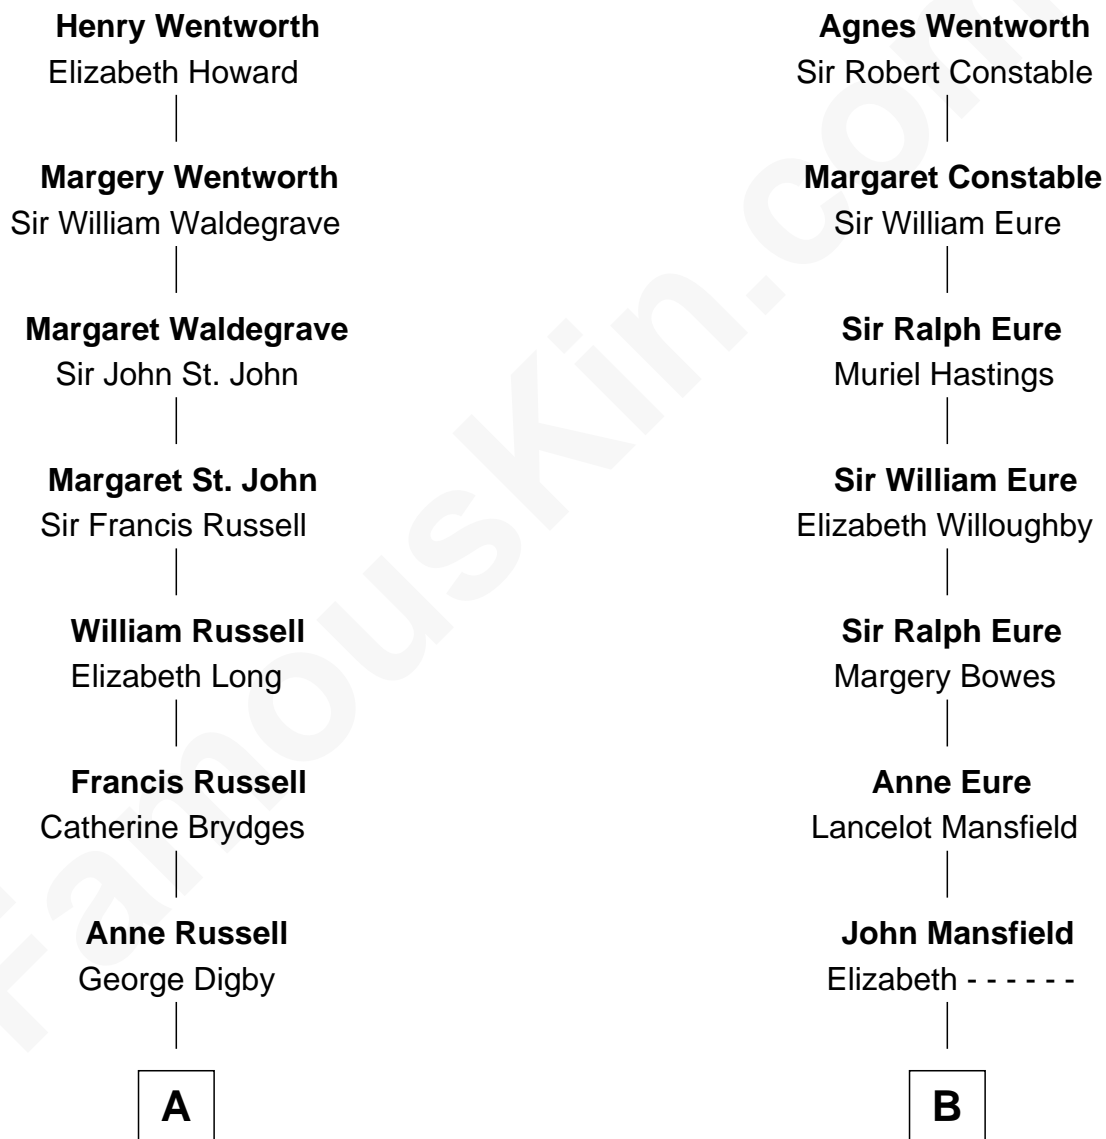 Henry Wentworth
Elizabeth Howard
Margery Wentworth
Sir William Waldegrave
Margaret Waldegrave
Sir John St. John
Margaret St. John
Sir Francis Russell
William Russell
Elizabeth Long
Francis Russell
Catherine Brydges
Anne Russell
George Digby
A
Agnes Wentworth
Sir Robert Constable
Margaret Constable
Sir William Eure
Sir Ralph Eure
Muriel Hastings
Sir William Eure
Elizabeth Willoughby
Sir Ralph Eure
Margery Bowes
Anne Eure
Lancelot Mansfield
John Mansfield
Elizabeth - - - - - -
B
FamousKin.com